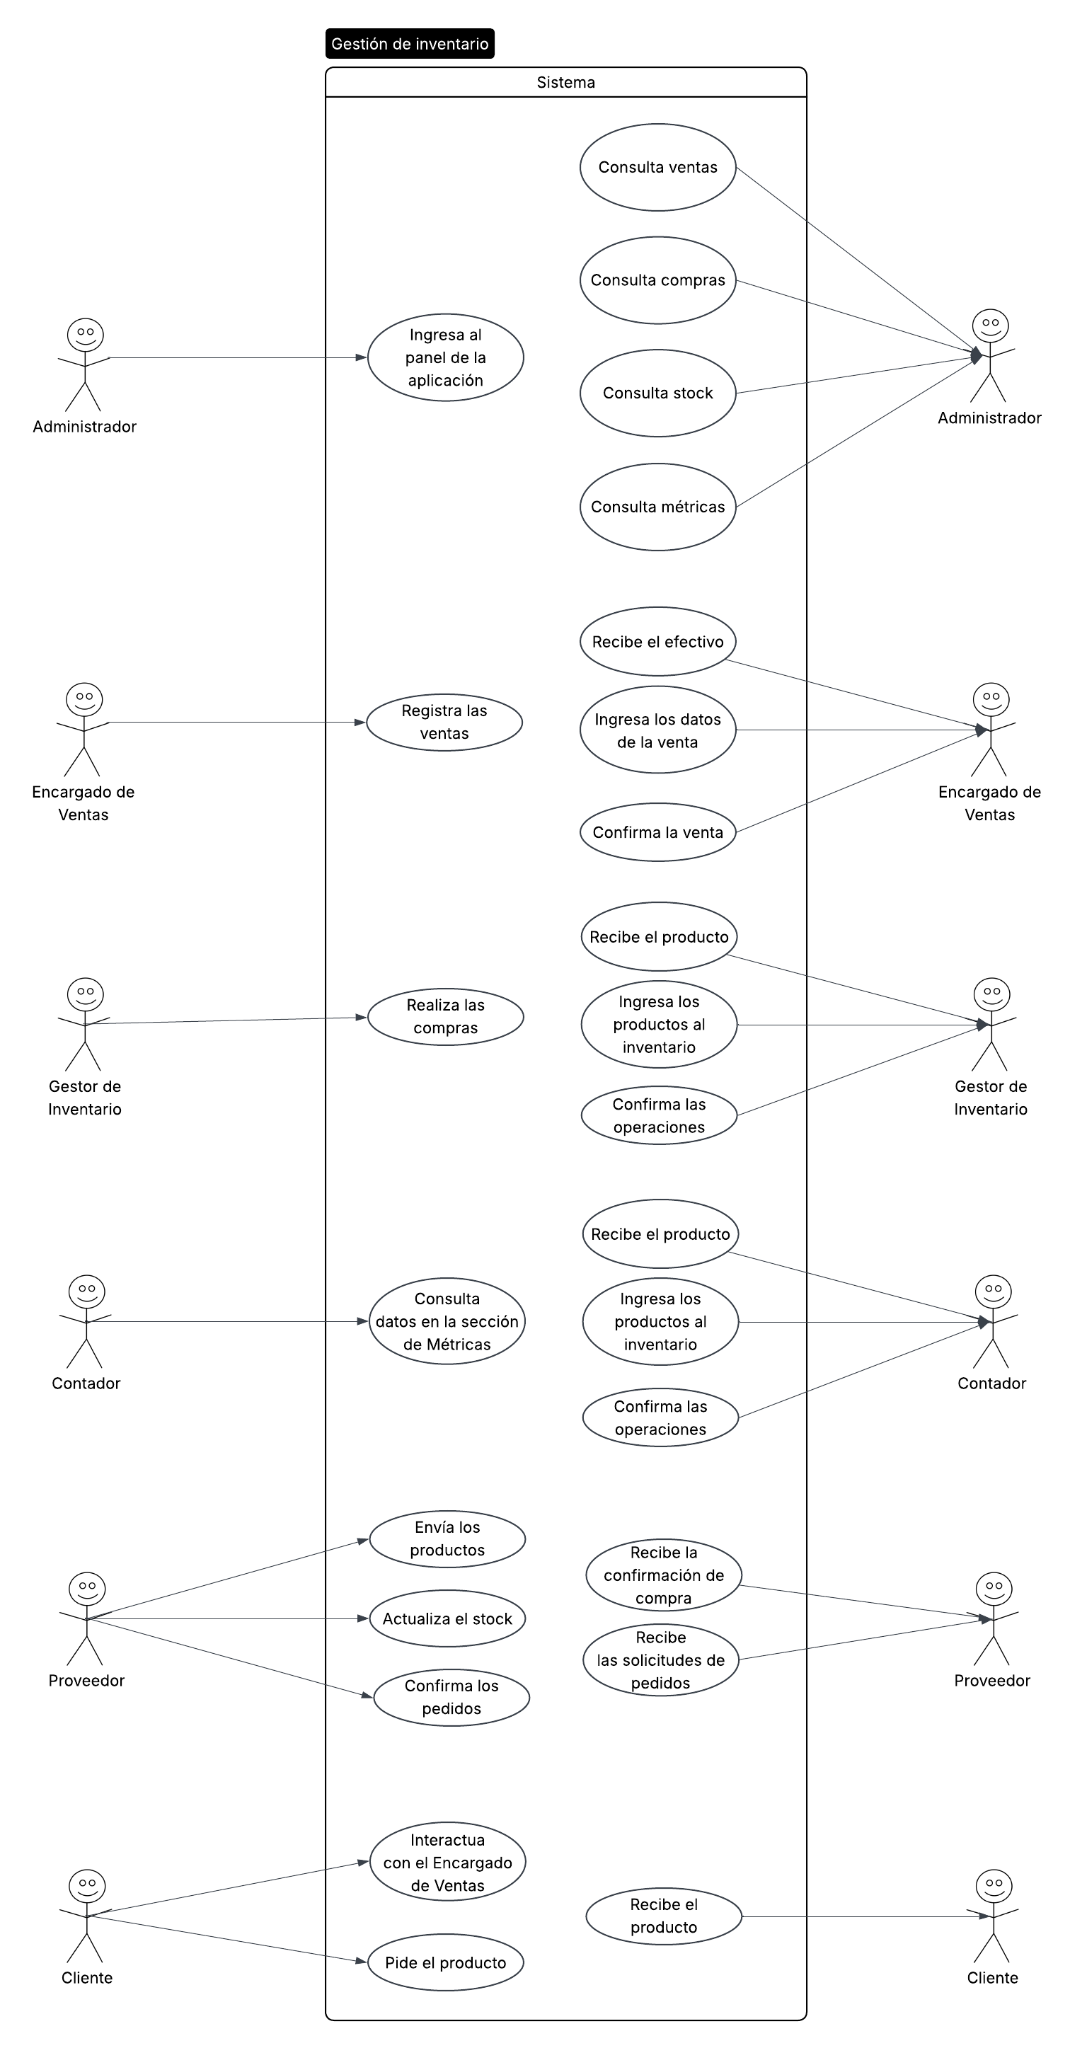 Gestión de inventario
Sistema
Consulta ventas
Consulta compras
Ingresa al
panel de la
aplicación
Consulta stock
Administrador
Administrador
Consulta métricas
Recibe el efectivo
Registra las
ventas
Ingresa los datos
de la venta
Encargado de
Ventas
Encargado de
Ventas
Confirma la venta
Recibe el producto
Realiza las
compras
Ingresa los
productos al
inventario
Gestor de
Inventario
Gestor de
Inventario
Confirma las
operaciones
Recibe el producto
Consulta
datos en la sección
de Métricas
Ingresa los
productos al
inventario
Contador
Contador
Confirma las
operaciones
Envía los
productos
Recibe la
confirmación de
compra
Actualiza el stock
Recibe
las solicitudes de
pedidos
Proveedor
Proveedor
Confirma los
pedidos
Interactua
con el Encargado
de Ventas
Recibe el
producto
Pide el producto
Cliente
Cliente